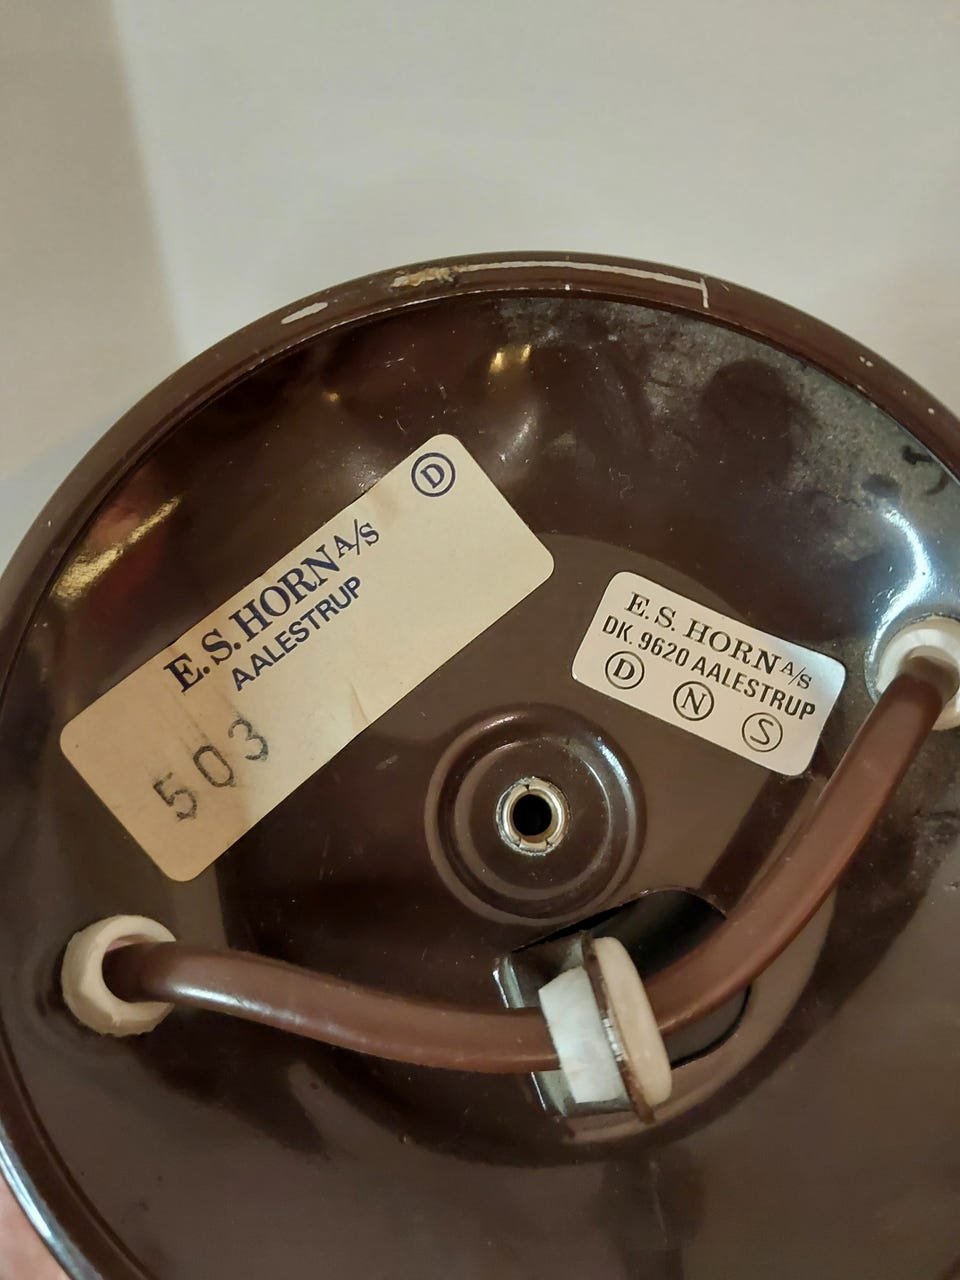 D
E. S. HORN A/S
AALESTRUP
503
E. S. HORN A/S
DK. 9620 AALESTRUP
D N S